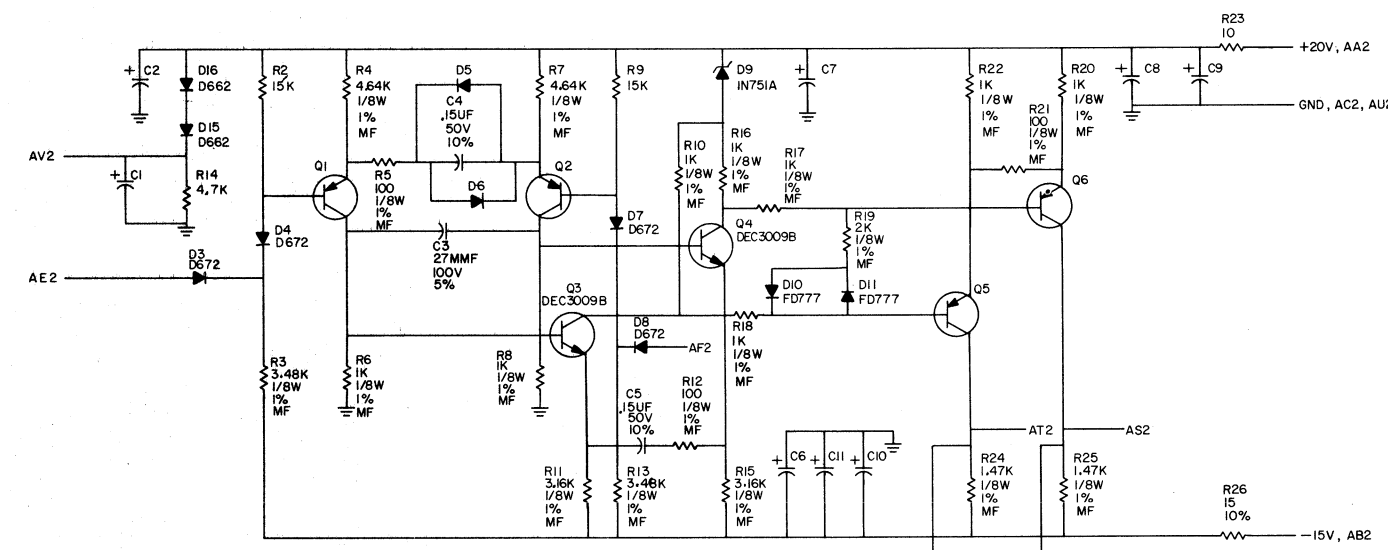 R23
10
+20V, AA2
C2
D16
D662
R2
15K
R4
4.64K
1/8W
1%
MF
D5
C4
.15UF
50V
10%
R7
4.64K
1/8W
1%
MF
R9
15K
D9
1N751A
C7
R22
1K
1/8W
1%
MF
R20
1K
1/8W
1%
MF
C8
C9
GND, AC2, AU2
D15
D662
R21
100
1/8W
1%
MF
AV2
C1
R14
4.7K
Q1
R5
100
1/8W
1%
MF
D6
Q2
R10
1K
1/8W
1%
MF
R16
1K
1/8W
1%
MF
R17
1K
1/8W
1%
MF
Q6
D4
D672
C3
27MMF
100V
5%
D7
D672
Q4
DEC3009B
R19
2K
1/8W
1%
MF
AE2
D3
D672
Q3
DEC3009B
D10
FD777
D11
FD777
Q5
D8
D672
AF2
R18
1K
1/8W
1%
MF
R3
3.48K
1/8W
1%
MF
R6
1K
1/8W
1%
MF
R8
1K
1/8W
1%
MF
C5
.15UF
50V
10%
R12
100
1/8W
1%
MF
AT2
AS2
R11
3.16K
1/8W
1%
MF
R13
3.48K
1/8W
1%
MF
R15
3.16K
1/8W
1%
MF
C6
C11
C10
R24
1.47K
1/8W
1%
MF
R25
1.47K
1/8W
1%
MF
R26
15
10%
-15V, AB2